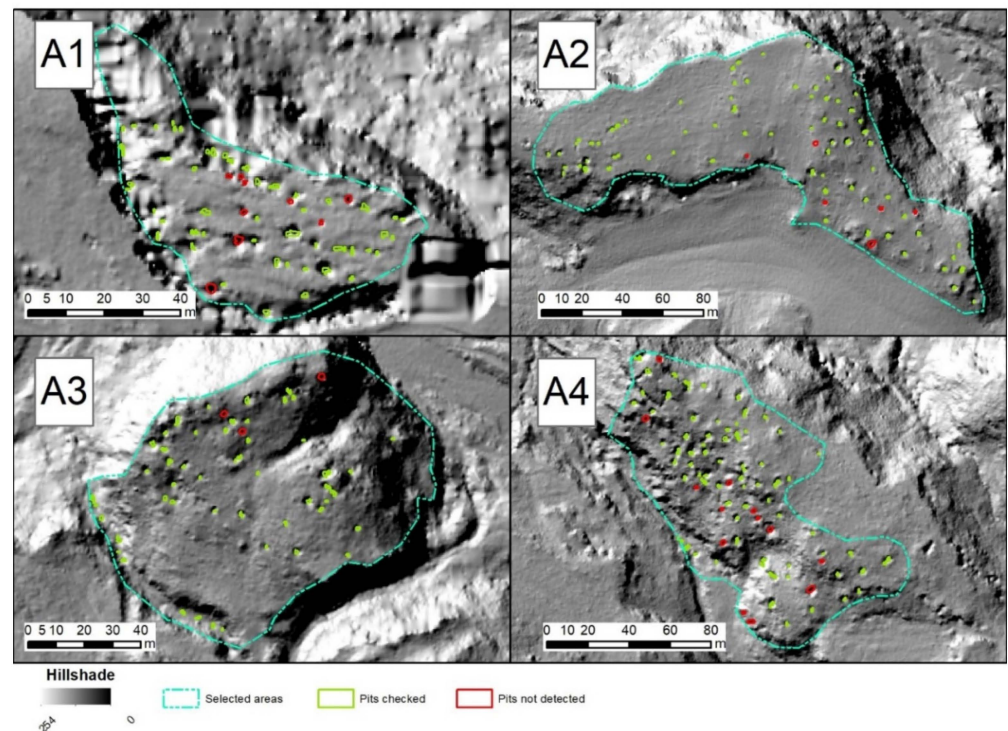 A1
0 5 10 20 30 40
m
A2
0 10 20 40 60 80
m
A3
0 5 10 20 30 40
m
A4
0 20 40 60 80
m
Hillshade
254 0
Selected areas
Pits checked
Pits not detected